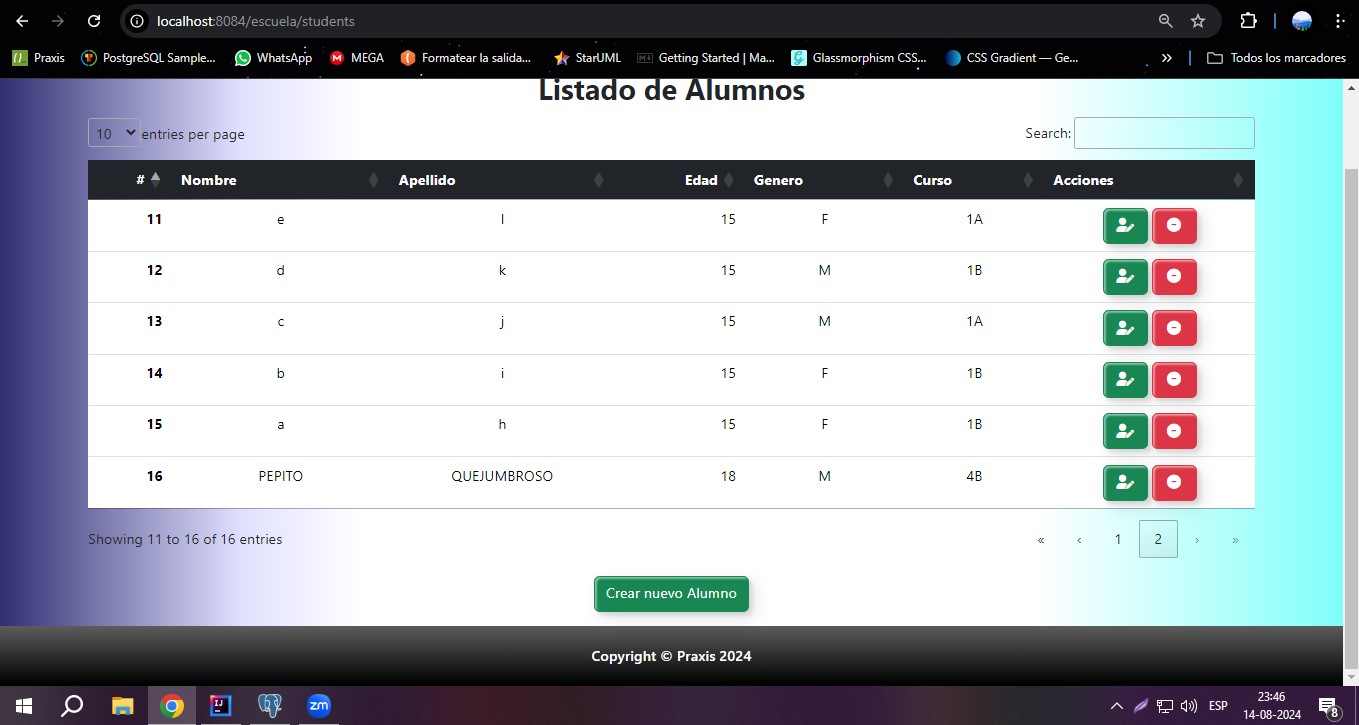 localhost:8084/escuela/students
Praxis PostgreSQL Sample... WhatsApp MEGA Formatear la salida... StarUML Getting Started | Ma... Glassmorphism CSS... CSS Gradient — Ge... » Todos los marcadores
Listado de Alumnos
10 entries per page Search:
# Nombre Apellido Edad Genero Curso Acciones
11 e l 15 F 1A
12 d k 15 M 1B
13 c j 15 M 1A
14 b i 15 F 1B
15 a h 15 F 1B
16 PEPITO QUEJUMBROSO 18 M 4B
Showing 11 to 16 of 16 entries « ‹ 1 2 › »
Crear nuevo Alumno
Copyright © Praxis 2024
zm ESP 23:46 8
14-08-2024